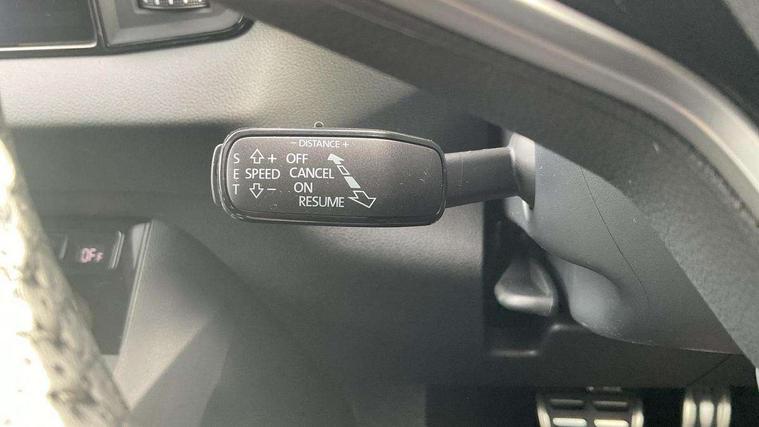 - DISTANCE +
S + OFF
E SPEED CANCEL
T - ON
RESUME
OFF